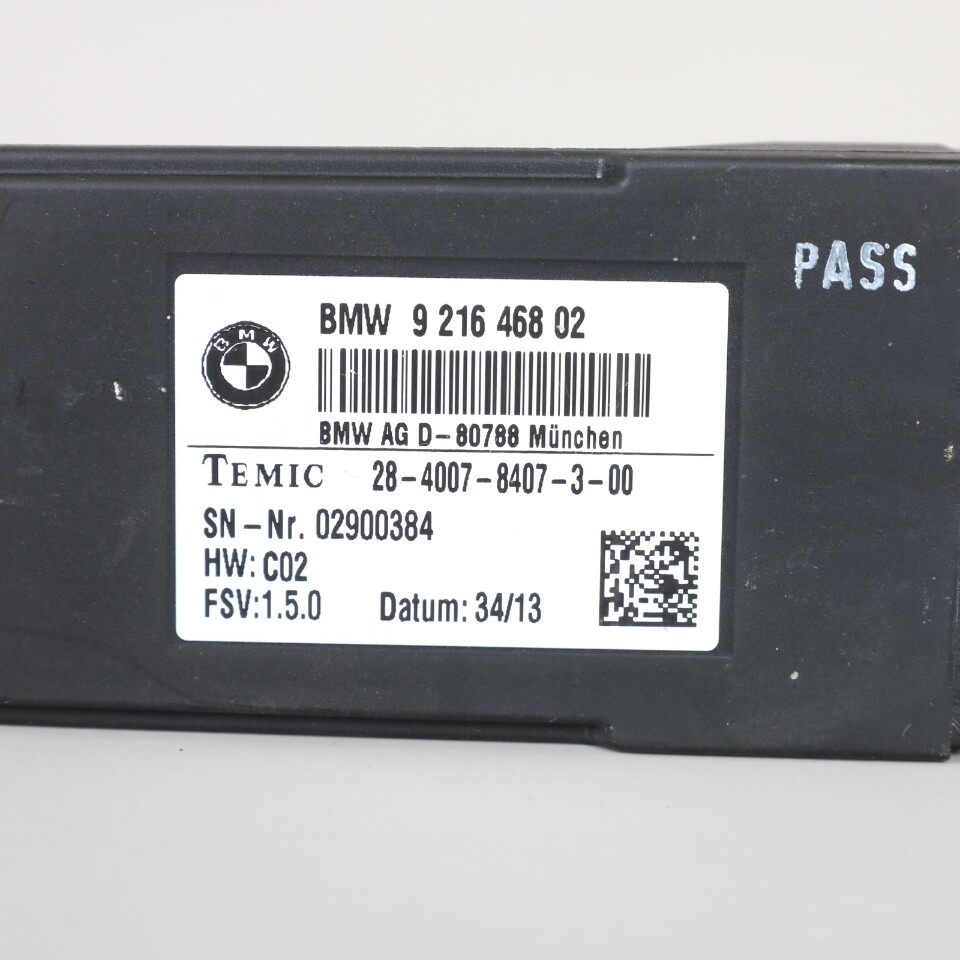 PASS
BMW 9 216 468 02
BMW
BMW AG D-80788 München
TEMIC 28-4007-8407-3-00
SN-Nr. 02900384
HW: C02
FSV:1.5.0 Datum: 34/13